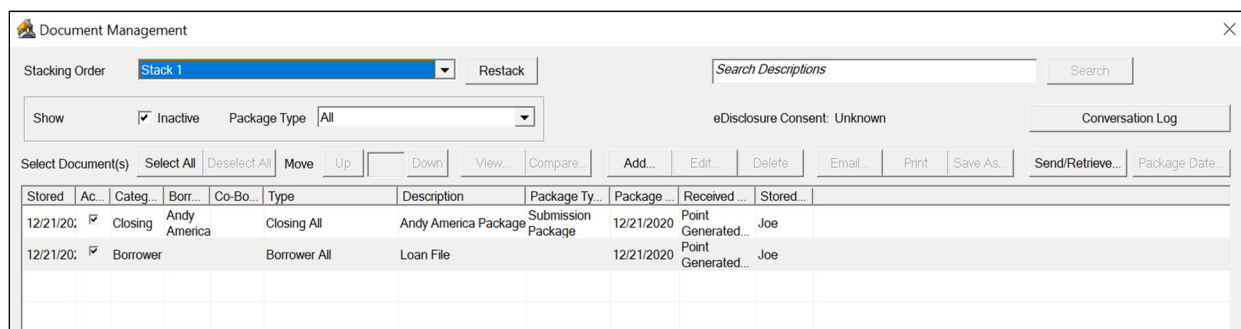 Document Management
Stacking Order Stack 1 Restack Search Descriptions Search
Show Inactive Package Type All eDisclosure Consent: Unknown Conversation Log
Select Document(s) Select All Deselect All Move Up Down View... Compare... Add... Edit... Delete Email... Print Save As... Send/Retrieve... Package Date...
Stored Ac... Categ... Borr... Co-Bo... Type Description Package Ty... Package ... Received ... Stored...
12/21/202 Closing Andy America Closing All Andy America Package Submission Package 12/21/2020 Point Generated... Joe
12/21/202 Borrower Borrower All Loan File 12/21/2020 Point Generated... Joe